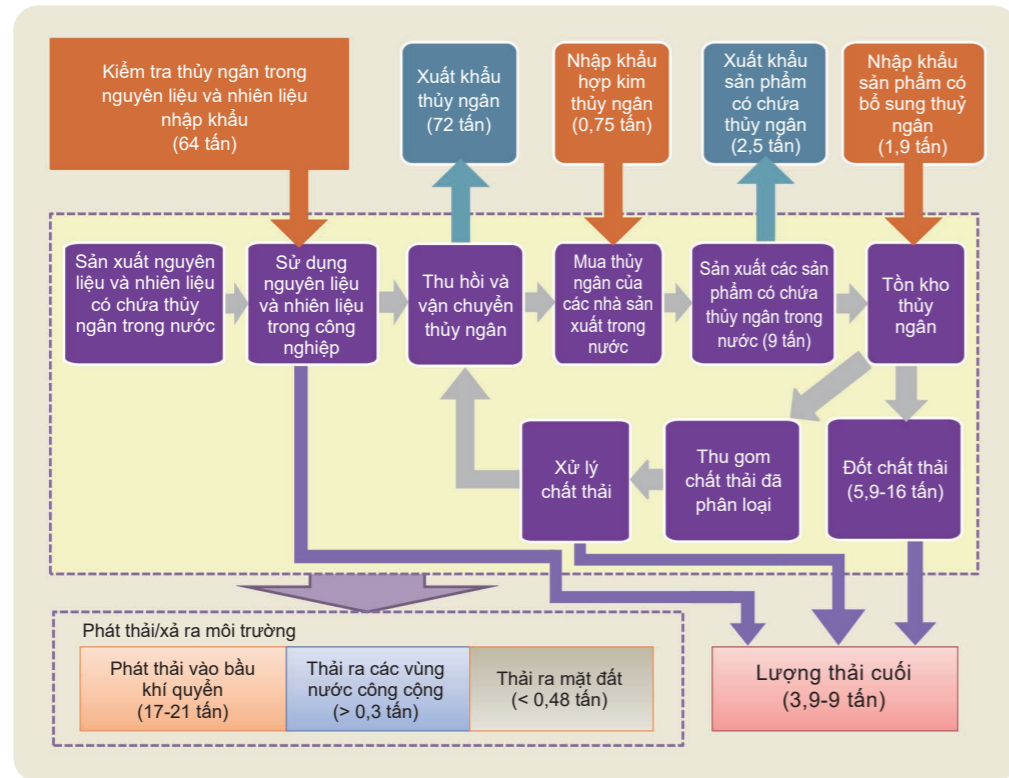 Kiểm tra thủy ngân trong
nguyên liệu và nhiên liệu
nhập khẩu
(64 tấn)
Xuất khẩu
thủy ngân
(72 tấn)
Nhập khẩu
hợp kim
thủy ngân
(0,75 tấn)
Xuất khẩu
sản phẩm
có chứa
thủy ngân
(2,5 tấn)
Nhập khẩu
sản phẩm có
bổ sung thuỷ
ngân
(1,9 tấn)
Sản xuất nguyên
liệu và nhiên liệu
có chứa thủy
ngân trong nước
Sử dụng
nguyên liệu
và nhiên liệu
trong công
nghiệp
Thu hồi và
vận chuyển
thủy ngân
Mua thủy
ngân của
các nhà sản
xuất trong
nước
Sản xuất các sản
phẩm có chứa
thủy ngân trong
nước (9 tấn)
Tồn kho
thủy
ngân
Xử lý
chất thải
Thu gom
chất thải đã
phân loại
Đốt chất thải
(5,9-16 tấn)
Phát thải/xả ra môi trường
Phát thải vào bầu
khí quyển
(17-21 tấn)
Thải ra các vùng
nước công cộng
(> 0,3 tấn)
Thải ra mặt đất
(< 0,48 tấn)
Lượng thải cuối
(3,9-9 tấn)